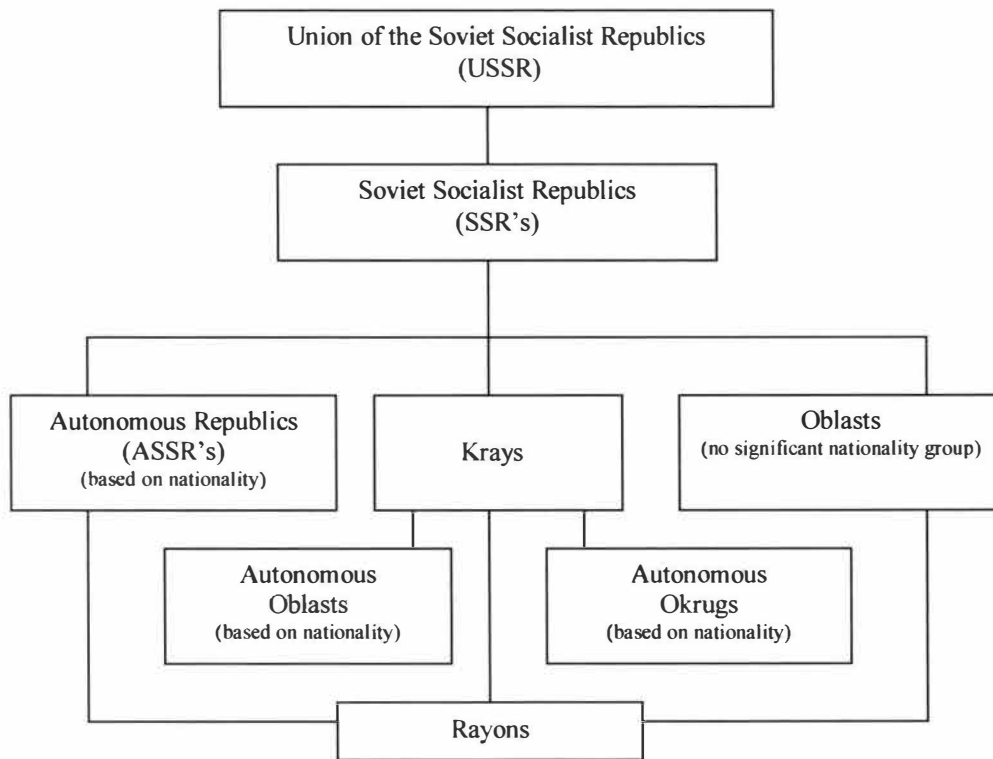 Union of the Soviet Socialist Republics
(USSR)
Soviet Socialist Republics
(SSR's)
Autonomous Republics
(ASSR's)
(based on nationality)
Krays
Oblasts
(no significant nationality group)
Autonomous
Oblasts
(based on nationality)
Autonomous
Okrugs
(based on nationality)
Rayons